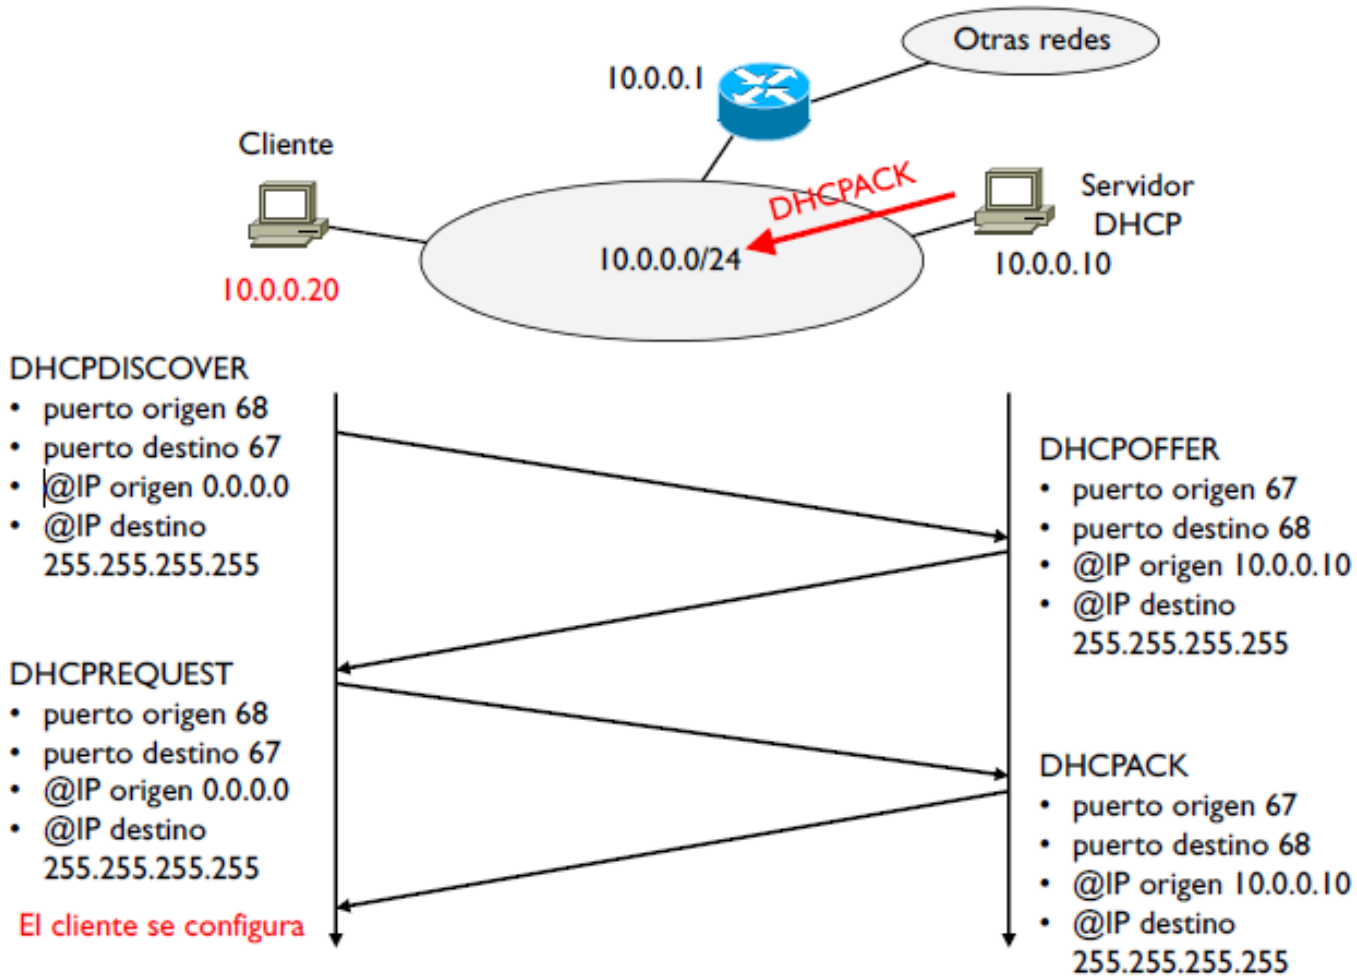 Otras redes
10.0.0.1
Cliente
DHCPACK
Servidor
DHCP
10.0.0.0/24
10.0.0.10
10.0.0.20
DHCPDISCOVER
• puerto origen 68
• puerto destino 67
• @IP origen 0.0.0.0
• @IP destino
255.255.255.255
DHCPOFFER
• puerto origen 67
• puerto destino 68
• @IP origen 10.0.0.10
• @IP destino
255.255.255.255
DHCPREQUEST
• puerto origen 68
• puerto destino 67
• @IP origen 0.0.0.0
• @IP destino
255.255.255.255
El cliente se configura
DHCPACK
• puerto origen 67
• puerto destino 68
• @IP origen 10.0.0.10
• @IP destino
255.255.255.255